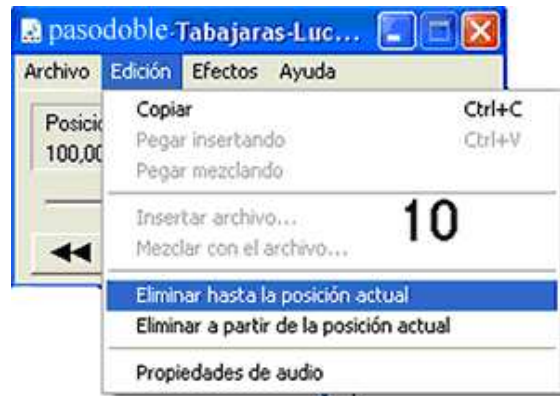 pasodoble-Tabajaras-Luc...
Archivo Edición Efectos Ayuda
Copiar Ctrl+C
Pegar insertando Ctrl+V
Pegar mezclando
Insertar archivo...
Mezclar con el archivo...
10
Eliminar hasta la posición actual
Eliminar a partir de la posición actual
Propiedades de audio
Posicic
100,00